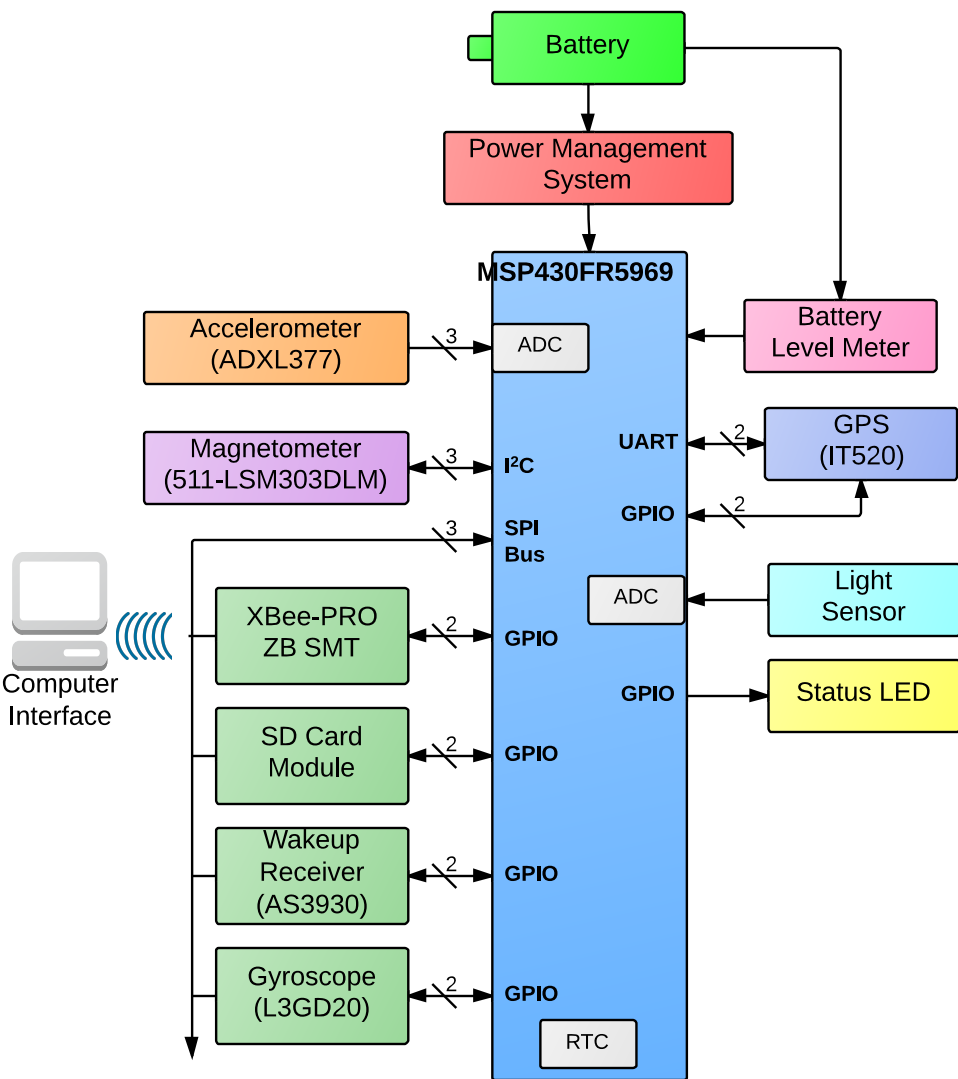 Battery
Power Management
System
MSP430FR5969
Accelerometer
(ADXL377)
3
ADC
Battery
Level Meter
Magnetometer
(511-LSM303DLM)
3
I²C
UART
2
GPS
(IT520)
GPIO
2
3
SPI
Bus
ADC
Light
Sensor
Computer
Interface
XBee-PRO
ZB SMT
2
GPIO
GPIO
Status LED
SD Card
Module
2
GPIO
Wakeup
Receiver
(AS3930)
2
GPIO
Gyroscope
(L3GD20)
2
GPIO
RTC